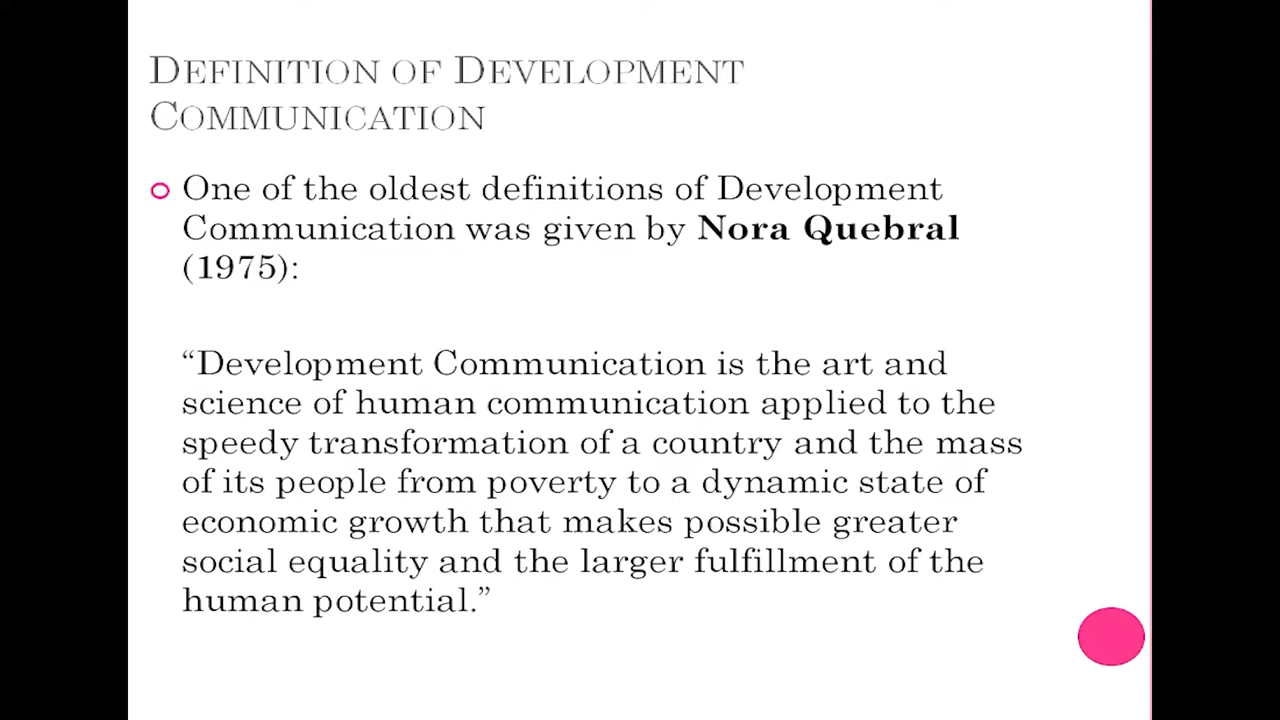 DEFINITION OF DEVELOPMENT
COMMUNICATION
One of the oldest definitions of Development
Communication was given by Nora Quebral
(1975):
“Development Communication is the art and
science of human communication applied to the
speedy transformation of a country and the mass
of its people from poverty to a dynamic state of
economic growth that makes possible greater
social equality and the larger fulfillment of the
human potential.”